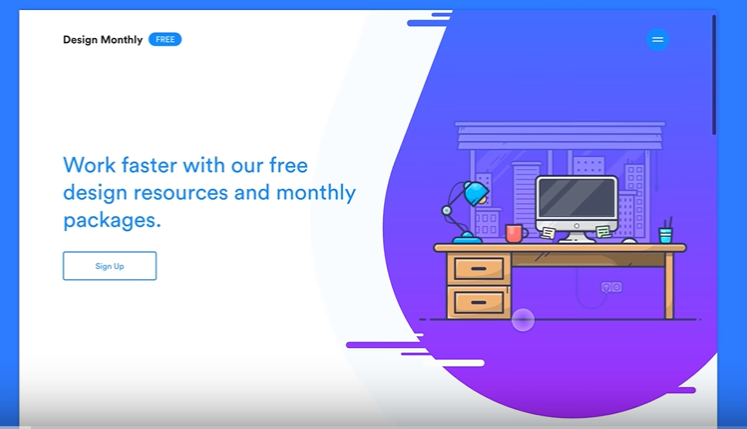 Design Monthly FREE
Work faster with our free
design resources and monthly
packages.
Sign Up